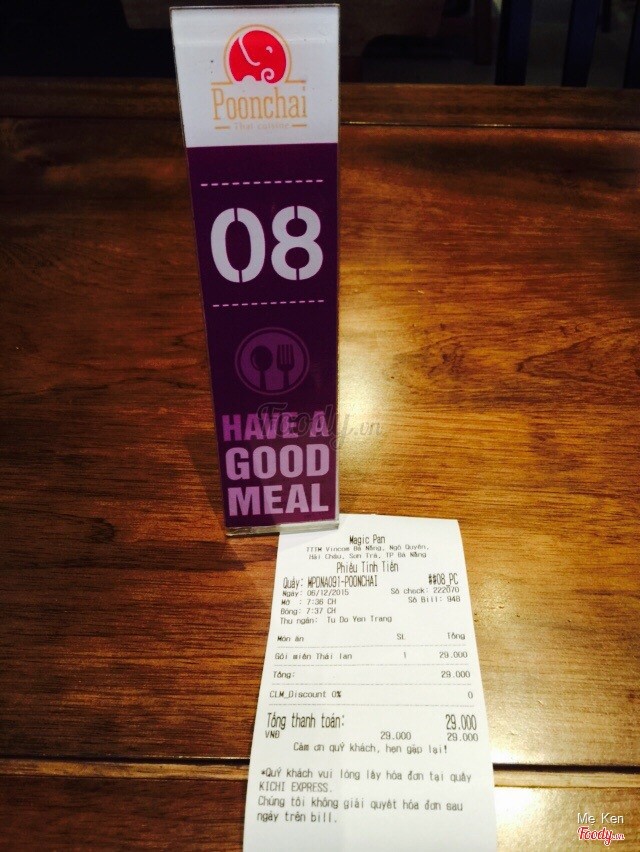 Poonchai
Thai cuisine
08
HAVE A
GOOD
MEAL
Foody.vn
Magic Pan
TTTM Vincom Đà Nẵng, Ngô Quyền,
Hải Châu, Sơn Trà, TP Đà Nẵng
Phiếu Tính Tiền
Quầy: MPDNA091-POONCHAI ##08 PC
Ngày: 06/12/2015 Số check: 222070
Mở : 7:36 CH Số Bill: 948
Đóng: 7:37 CH
Thu ngân: Tu Do Yen Trang
Món ăn SL Tổng
Gỏi miến Thái lan 1 29.000
Tổng: 29.000
CLM_Discount 0% 0
Tổng thanh toán: 29.000
VNĐ 29.000 29.000
Cảm ơn quý khách, hẹn gặp lại!
*Quý khách vui lòng lấy hóa đơn tại quầy
KICHI EXPRESS.
Chúng tôi không giải quyết hóa đơn sau
ngày trên bill.
Me Ken
Foody.vn